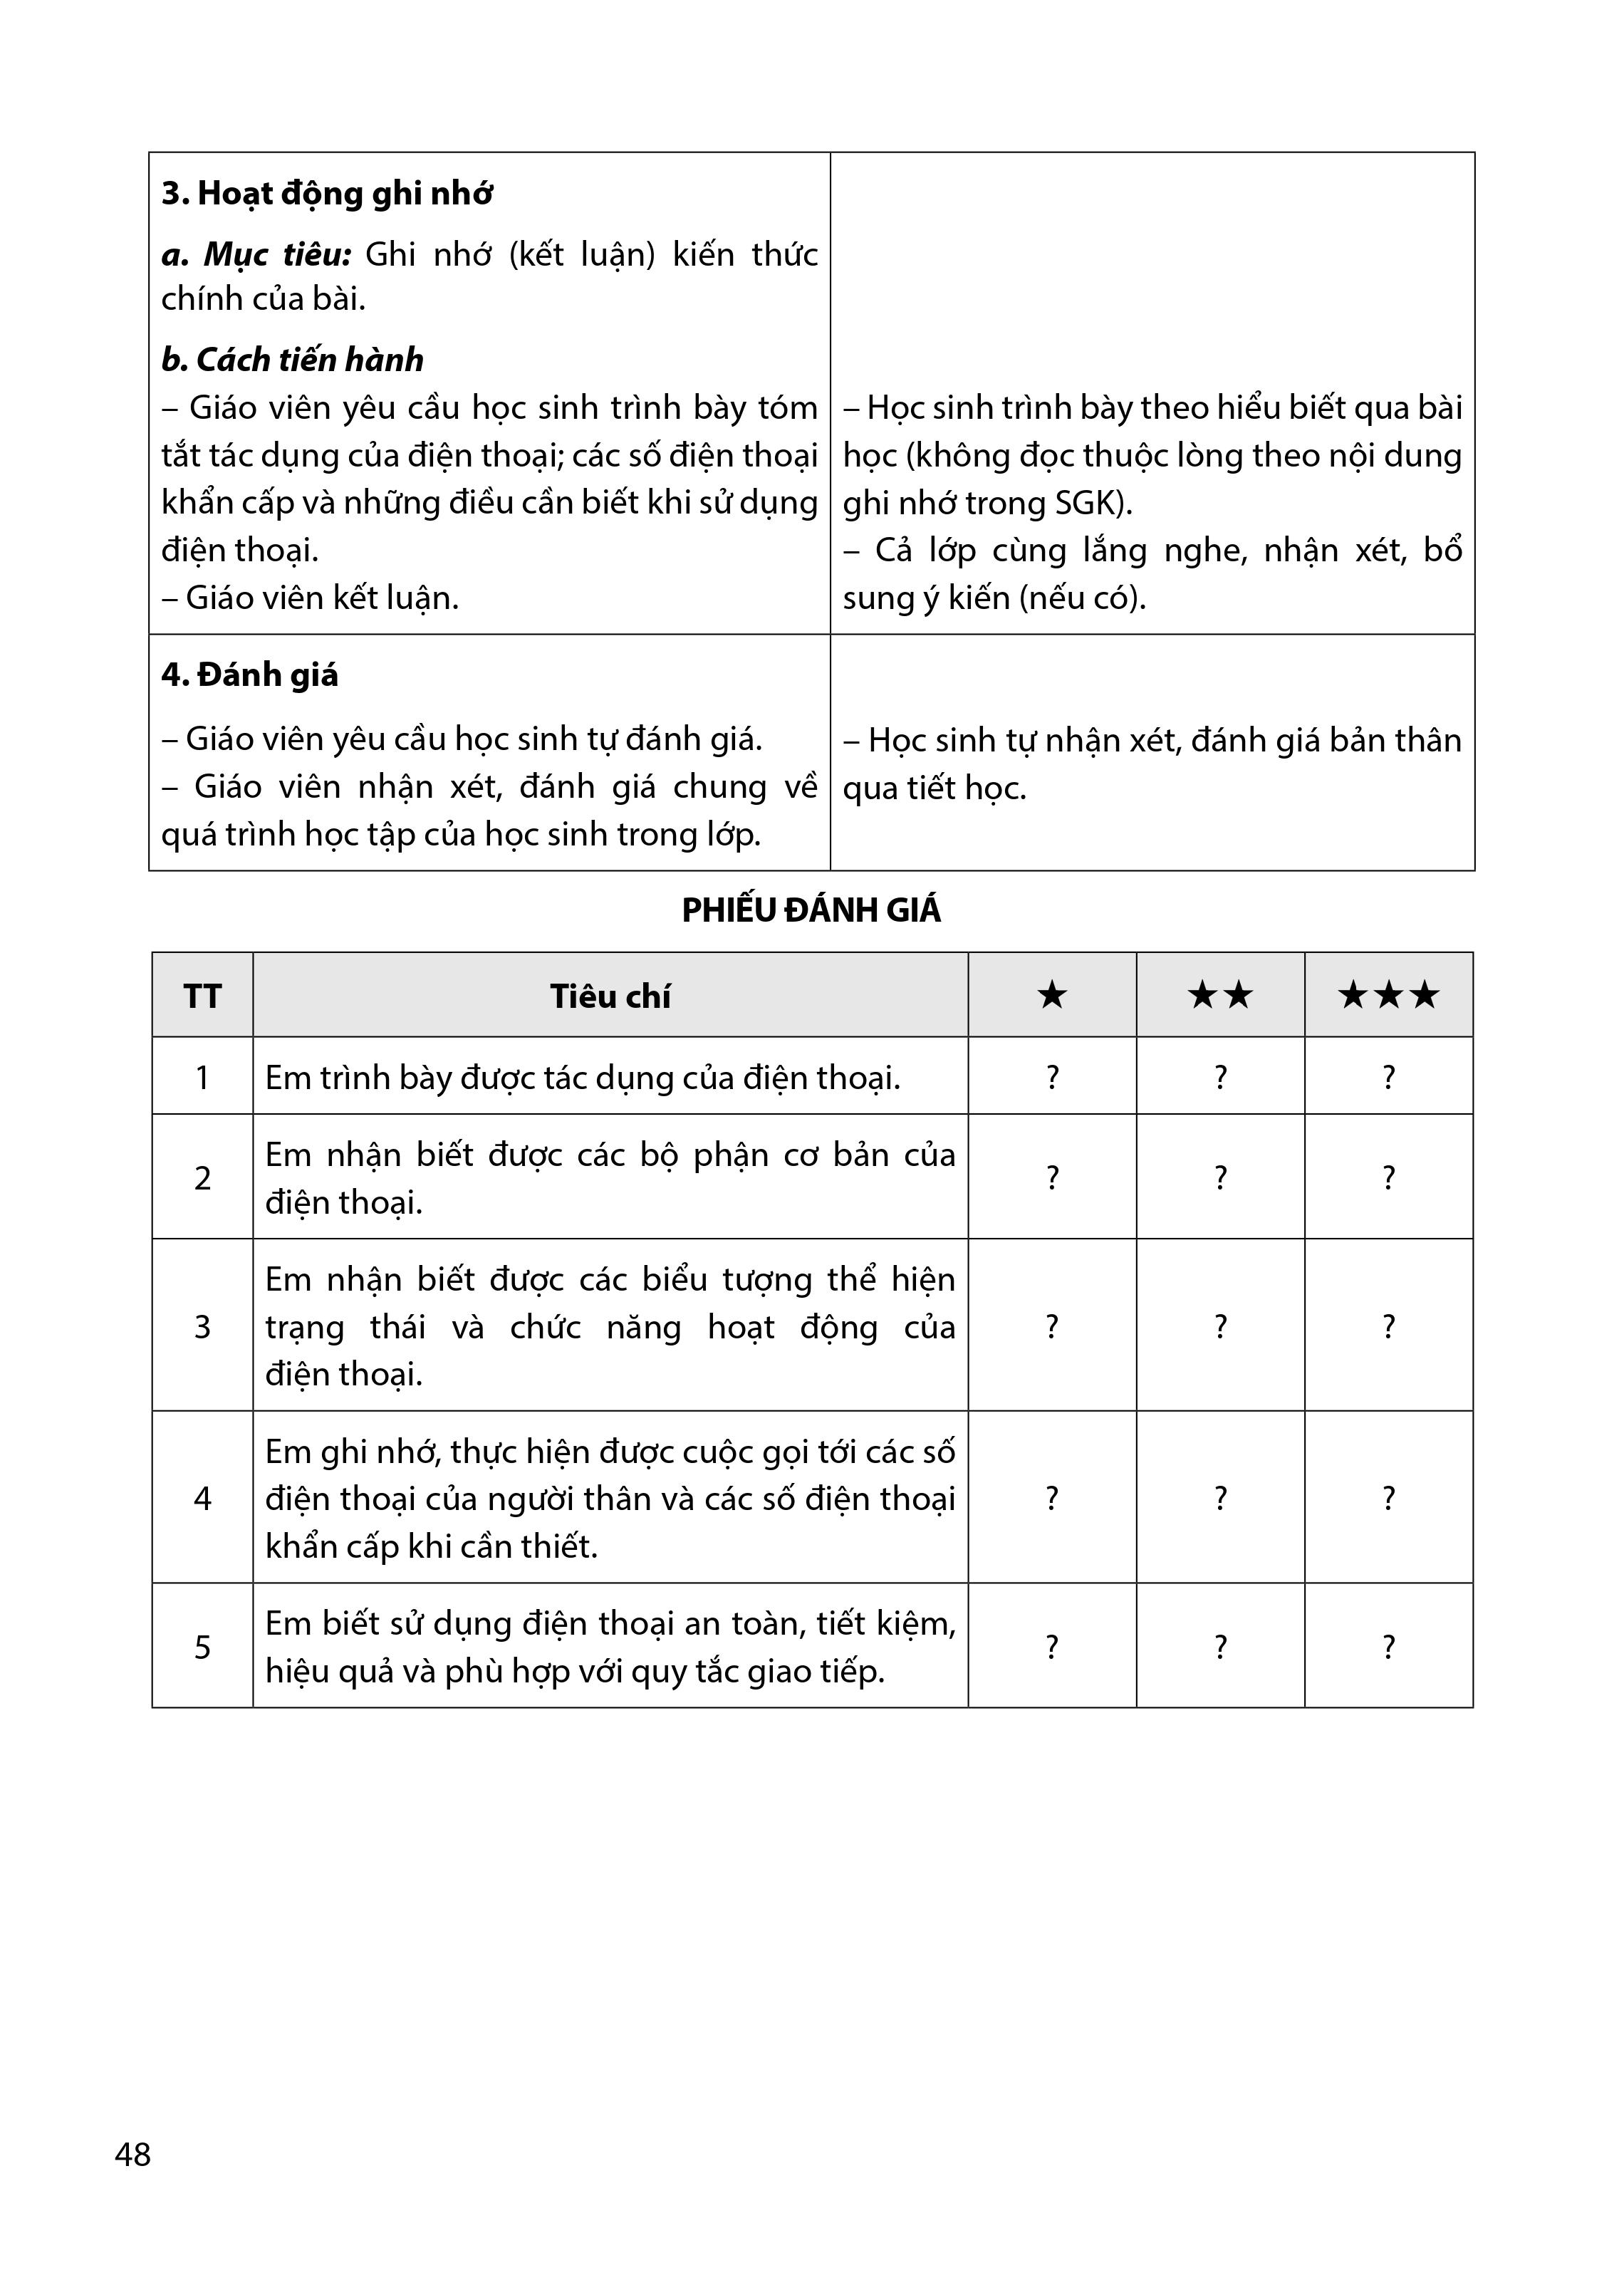 3. Hoạt động ghi nhớ
a. Mục tiêu: Ghi nhớ (kết luận) kiến thức
chính của bài.
b. Cách tiến hành
– Giáo viên yêu cầu học sinh trình bày tóm
tắt tác dụng của điện thoại; các số điện thoại
khẩn cấp và những điều cần biết khi sử dụng
điện thoại.
– Giáo viên kết luận.
– Học sinh trình bày theo hiểu biết qua bài
học (không đọc thuộc lòng theo nội dung
ghi nhớ trong SGK).
– Cả lớp cùng lắng nghe, nhận xét, bổ
sung ý kiến (nếu có).
4. Đánh giá
– Giáo viên yêu cầu học sinh tự đánh giá.
– Giáo viên nhận xét, đánh giá chung về
quá trình học tập của học sinh trong lớp.
– Học sinh tự nhận xét, đánh giá bản thân
qua tiết học.
PHIẾU ĐÁNH GIÁ
TT Tiêu chí ★ ★★ ★★★
1 Em trình bày được tác dụng của điện thoại. ? ? ?
2 Em nhận biết được các bộ phận cơ bản của
điện thoại. ? ? ?
3 Em nhận biết được các biểu tượng thể hiện
trạng thái và chức năng hoạt động của
điện thoại. ? ? ?
4 Em ghi nhớ, thực hiện được cuộc gọi tới các số
điện thoại của người thân và các số điện thoại
khẩn cấp khi cần thiết. ? ? ?
5 Em biết sử dụng điện thoại an toàn, tiết kiệm,
hiệu quả và phù hợp với quy tắc giao tiếp. ? ? ?
48